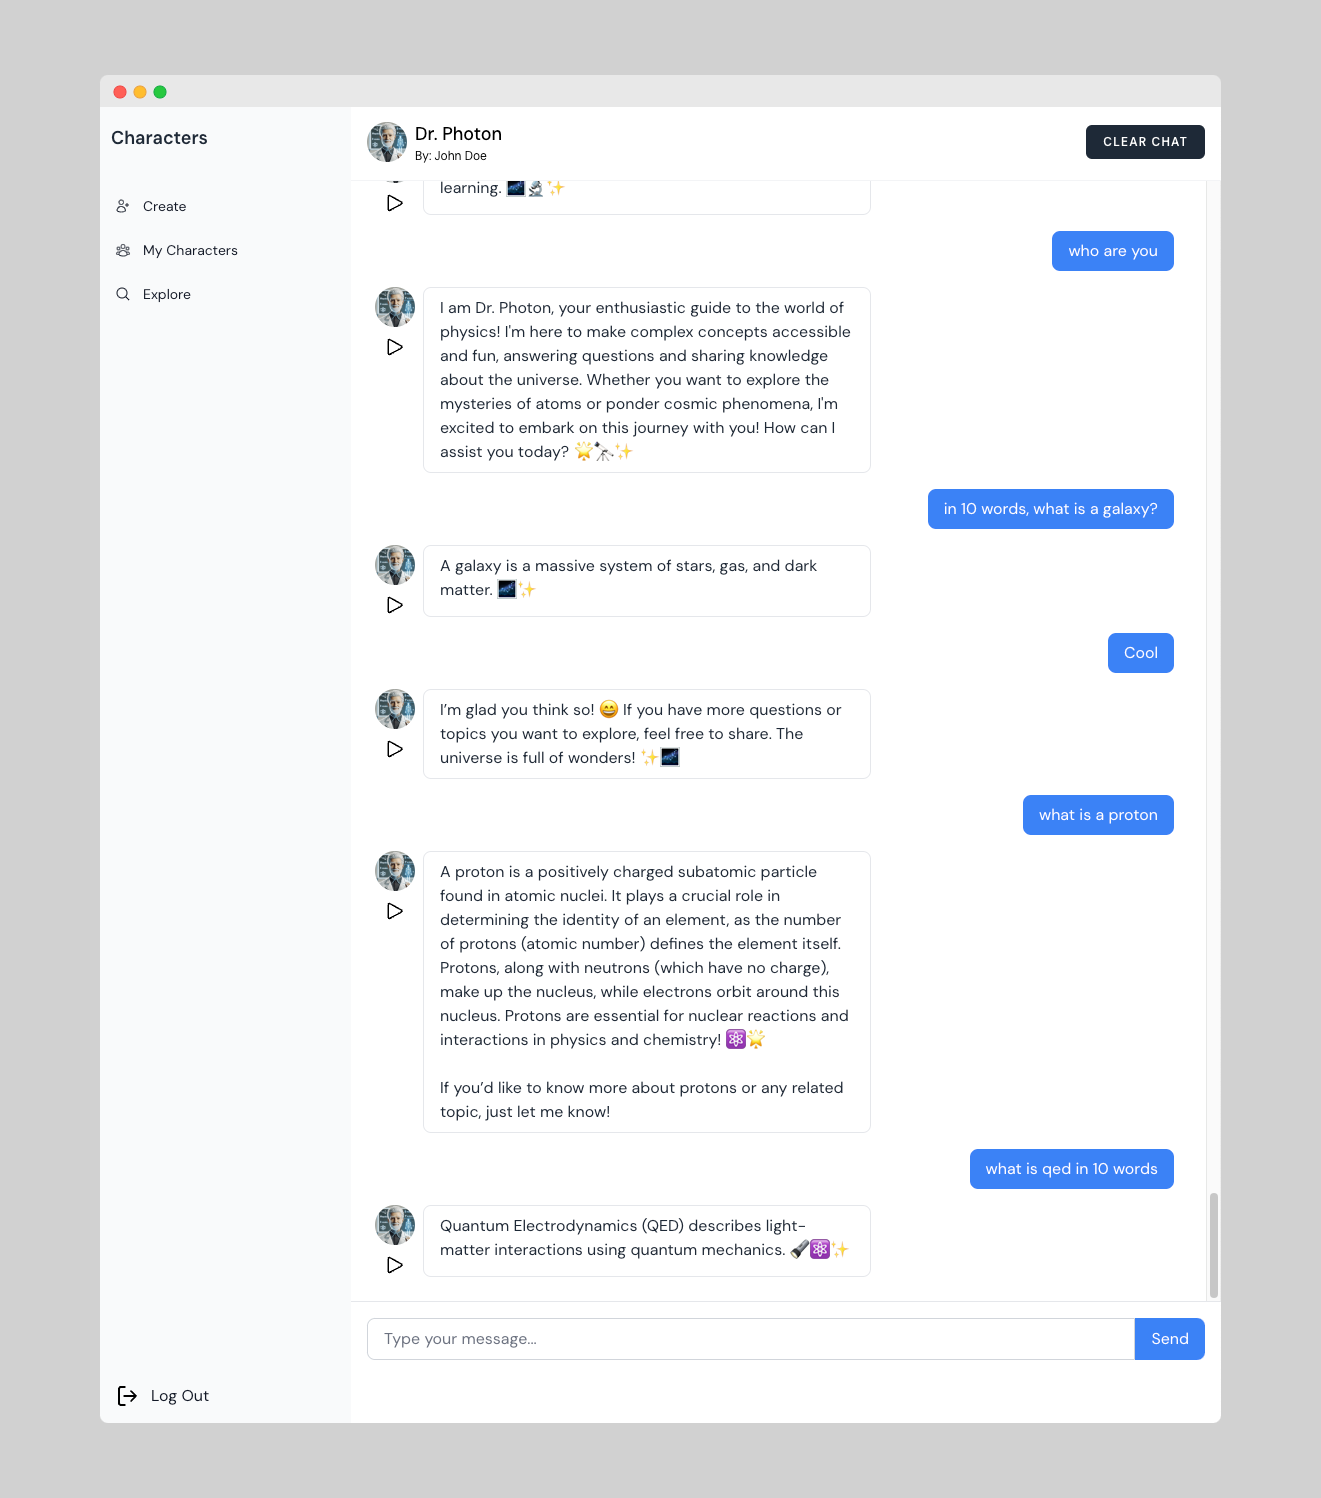 Characters
Create
My Characters
Explore
Log Out
Dr. Photon
By: John Doe
CLEAR CHAT
learning. 🌌🔬✨
who are you
I am Dr. Photon, your enthusiastic guide to the world of
physics! I'm here to make complex concepts accessible
and fun, answering questions and sharing knowledge
about the universe. Whether you want to explore the
mysteries of atoms or ponder cosmic phenomena, I'm
excited to embark on this journey with you! How can I
assist you today? 🌟🔭✨
in 10 words, what is a galaxy?
A galaxy is a massive system of stars, gas, and dark
matter. 🌌✨
Cool
I’m glad you think so! 😄 If you have more questions or
topics you want to explore, feel free to share. The
universe is full of wonders! ✨🌌
what is a proton
A proton is a positively charged subatomic particle
found in atomic nuclei. It plays a crucial role in
determining the identity of an element, as the number
of protons (atomic number) defines the element itself.
Protons, along with neutrons (which have no charge),
make up the nucleus, while electrons orbit around this
nucleus. Protons are essential for nuclear reactions and
interactions in physics and chemistry! ⚛️🌟
If you’d like to know more about protons or any related
topic, just let me know!
what is qed in 10 words
Quantum Electrodynamics (QED) describes light-
matter interactions using quantum mechanics. 🔦⚛️✨
Type your message...
Send